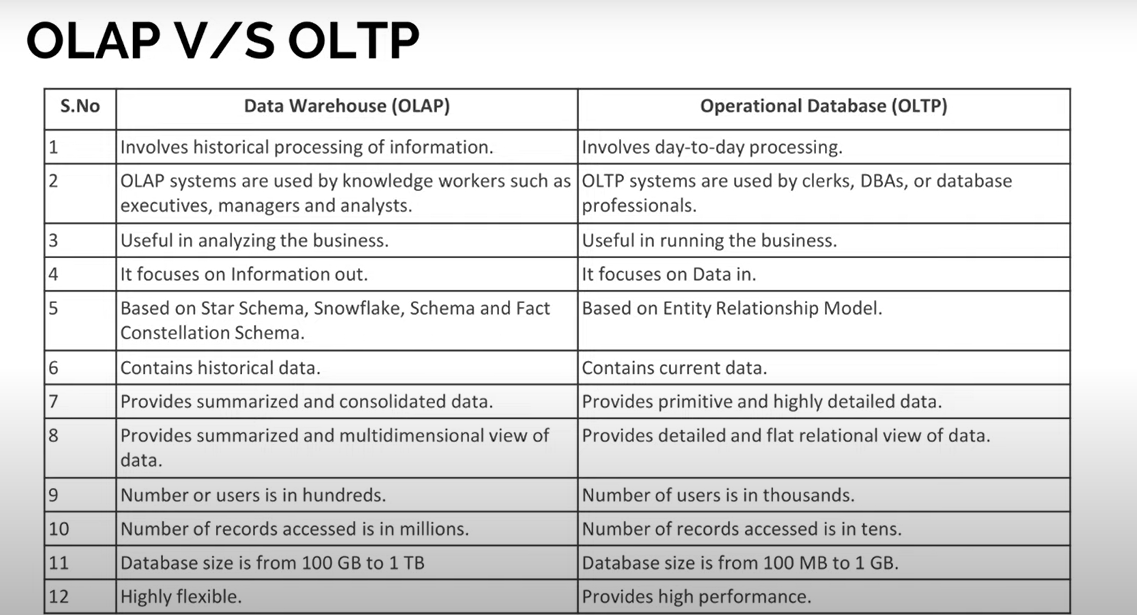 OLAP V/S OLTP
S.No Data Warehouse (OLAP) Operational Database (OLTP)
1 Involves historical processing of information. Involves day-to-day processing.
2 OLAP systems are used by knowledge workers such as OLTP systems are used by clerks, DBAs, or database
executives, managers and analysts. professionals.
3 Useful in analyzing the business. Useful in running the business.
4 It focuses on Information out. It focuses on Data in.
5 Based on Star Schema, Snowflake, Schema and Fact Based on Entity Relationship Model.
Constellation Schema.
6 Contains historical data. Contains current data.
7 Provides summarized and consolidated data. Provides primitive and highly detailed data.
8 Provides summarized and multidimensional view of Provides detailed and flat relational view of data.
data.
9 Number or users is in hundreds. Number of users is in thousands.
10 Number of records accessed is in millions. Number of records accessed is in tens.
11 Database size is from 100 GB to 1 TB Database size is from 100 MB to 1 GB.
12 Highly flexible. Provides high performance.